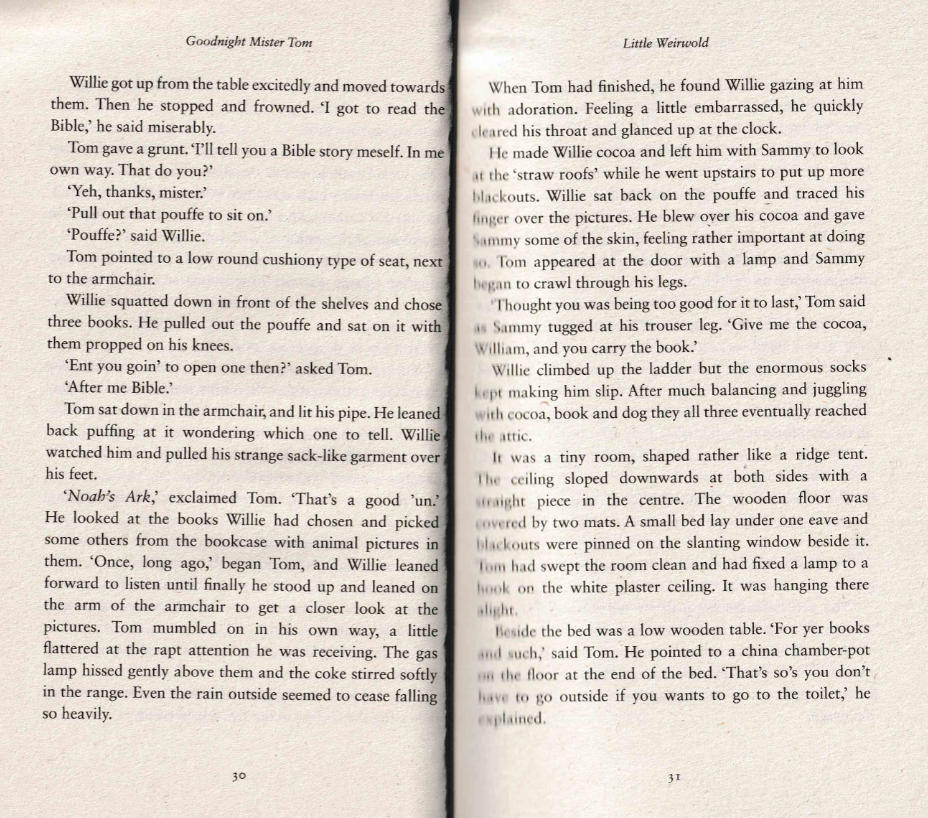 Goodnight Mister Tom
Willie got up from the table excitedly and moved towards
them. Then he stopped and frowned. ‘I got to read the
Bible,’ he said miserably.
Tom gave a grunt. ‘I’ll tell you a Bible story meself. In me
own way. That do you?’
‘Yeh, thanks, mister.’
‘Pull out that pouffe to sit on.’
‘Pouffe?’ said Willie.
Tom pointed to a low round cushiony type of seat, next
to the armchair.
Willie squatted down in front of the shelves and chose
three books. He pulled out the pouffe and sat on it with
them propped on his knees.
‘Ent you goin’ to open one then?’ asked Tom.
‘After me Bible.’
Tom sat down in the armchair, and lit his pipe. He leaned
back puffing at it wondering which one to tell. Willie
watched him and pulled his strange sack-like garment over
his feet.
‘Noah’s Ark,’ exclaimed Tom. ‘That’s a good ’un.’
He looked at the books Willie had chosen and picked
some others from the bookcase with animal pictures in
them. ‘Once, long ago,’ began Tom, and Willie leaned
forward to listen until finally he stood up and leaned on
the arm of the armchair to get a closer look at the
pictures. Tom mumbled on in his own way, a little
flattered at the rapt attention he was receiving. The gas
lamp hissed gently above them and the coke stirred softly
in the range. Even the rain outside seemed to cease falling
so heavily.
30
Little Weirwold
When Tom had finished, he found Willie gazing at him
with adoration. Feeling a little embarrassed, he quickly
cleared his throat and glanced up at the clock.
He made Willie cocoa and left him with Sammy to look
at the ‘straw roofs’ while he went upstairs to put up more
blackouts. Willie sat back on the pouffe and traced his
finger over the pictures. He blew over his cocoa and gave
Sammy some of the skin, feeling rather important at doing
so. Tom appeared at the door with a lamp and Sammy
began to crawl through his legs.
‘Thought you was being too good for it to last,’ Tom said
as Sammy tugged at his trouser leg. ‘Give me the cocoa,
William, and you carry the book.’
Willie climbed up the ladder but the enormous socks
kept making him slip. After much balancing and juggling
with cocoa, book and dog they all three eventually reached
the attic.
It was a tiny room, shaped rather like a ridge tent.
The ceiling sloped downwards at both sides with a
straight piece in the centre. The wooden floor was
covered by two mats. A small bed lay under one eave and
blackouts were pinned on the slanting window beside it.
Tom had swept the room clean and had fixed a lamp to a
hook on the white plaster ceiling. It was hanging there
alight.
Beside the bed was a low wooden table. ‘For yer books
and such,’ said Tom. He pointed to a china chamber-pot
on the floor at the end of the bed. ‘That’s so’s you don’t
have to go outside if you wants to go to the toilet,’ he
explained.
31